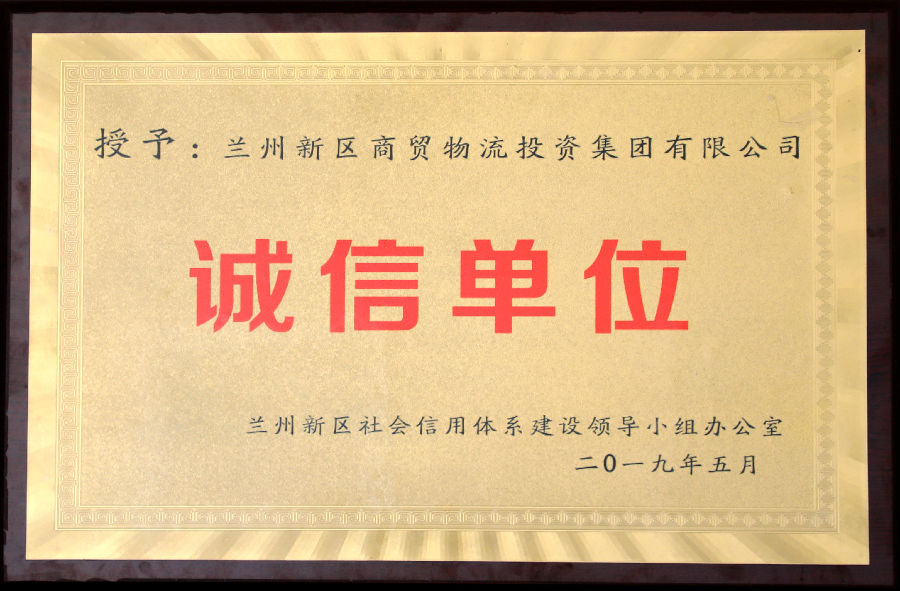 授予：兰州新区商贸物流投资集团有限公司
诚信单位
兰州新区社会信用体系建设领导小组办公室
二0一九年五月